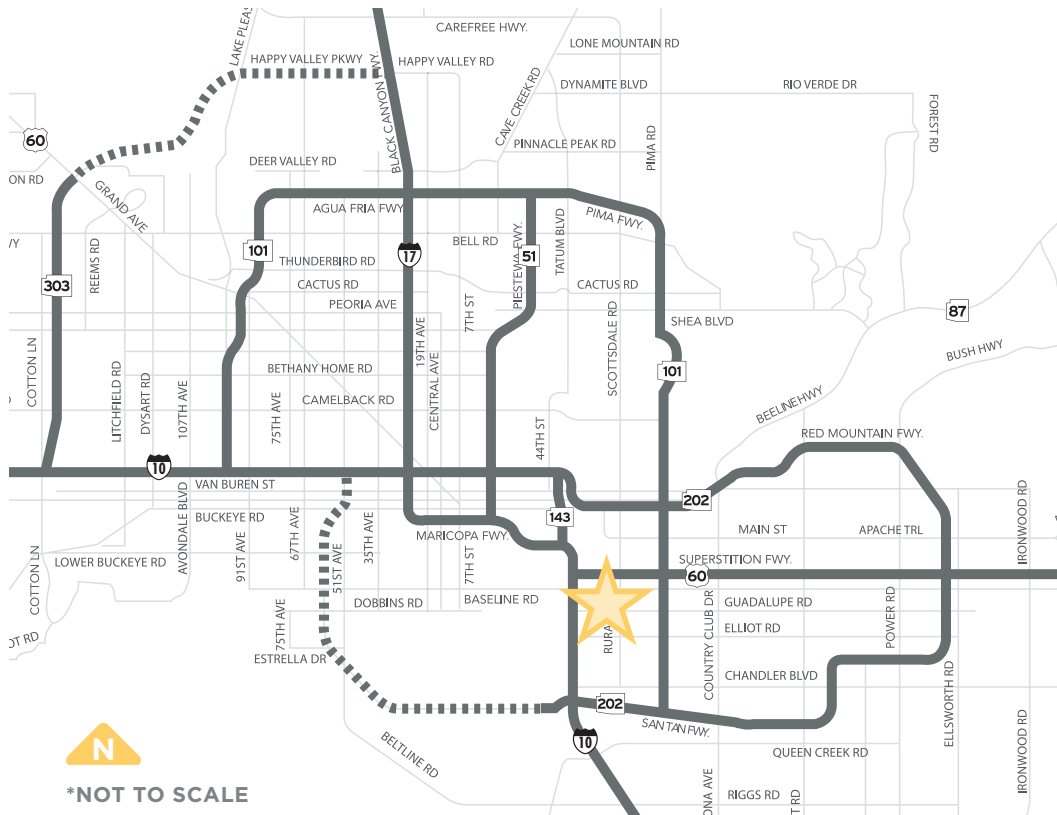 CAREFREE HWY.
LAKE PLEAS
LONE MOUNTAIN RD
HAPPY VALLEY PKWY
HAPPY VALLEY RD
BLACK CANYON FWY.
CAVE CREEK RD
DYNAMITE BLVD
RIO VERDE DR
FOREST RD
60
PINNACLE PEAK RD
PIMA RD
DEER VALLEY RD
ON RD
GRAND AVE
AGUA FRIA FWY.
PIMA FWY.
WY
REEMS RD
101
17
BELL RD
51
PIESTEWA FWY.
TATUM BLVD
THUNDERBIRD RD
303
CACTUS RD
CACTUS RD
PEORIA AVE
7TH ST
87
SHEA BLVD
SCOTTSDALE RD
19TH AVE
CENTRAL AVE
BUSH HWY
COTTON LN
BETHANY HOME RD
101
LITCHFIELD RD
DYSART RD
107TH AVE
75TH AVE
CAMELBACK RD
BEELINE HWY
44TH ST
RED MOUNTAIN FWY.
10
VAN BUREN ST
202
AVONDALE BLVD
BUCKEYE RD
143
MAIN ST
APACHE TRL
IRONWOOD RD
MARICOPA FWY.
LOWER BUCKEYE RD
91ST AVE
67TH AVE
51ST AVE
35TH AVE
7TH ST
SUPERSTITION FWY.
60
COTTON LN
DOBBINS RD
BASELINE RD
GUADALUPE RD
75TH AVE
RURA
ELLIOT RD
COUNTRY CLUB DR
POWER RD
OT RD
ESTRELLA DR
CHANDLER BLVD
202
SANTAN FWY.
ELLSWORTH RD
IRONWOOD RD
10
QUEEN CREEK RD
N
BELTLINE RD
*NOT TO SCALE
ONA AVE
RIGGS RD
T RD